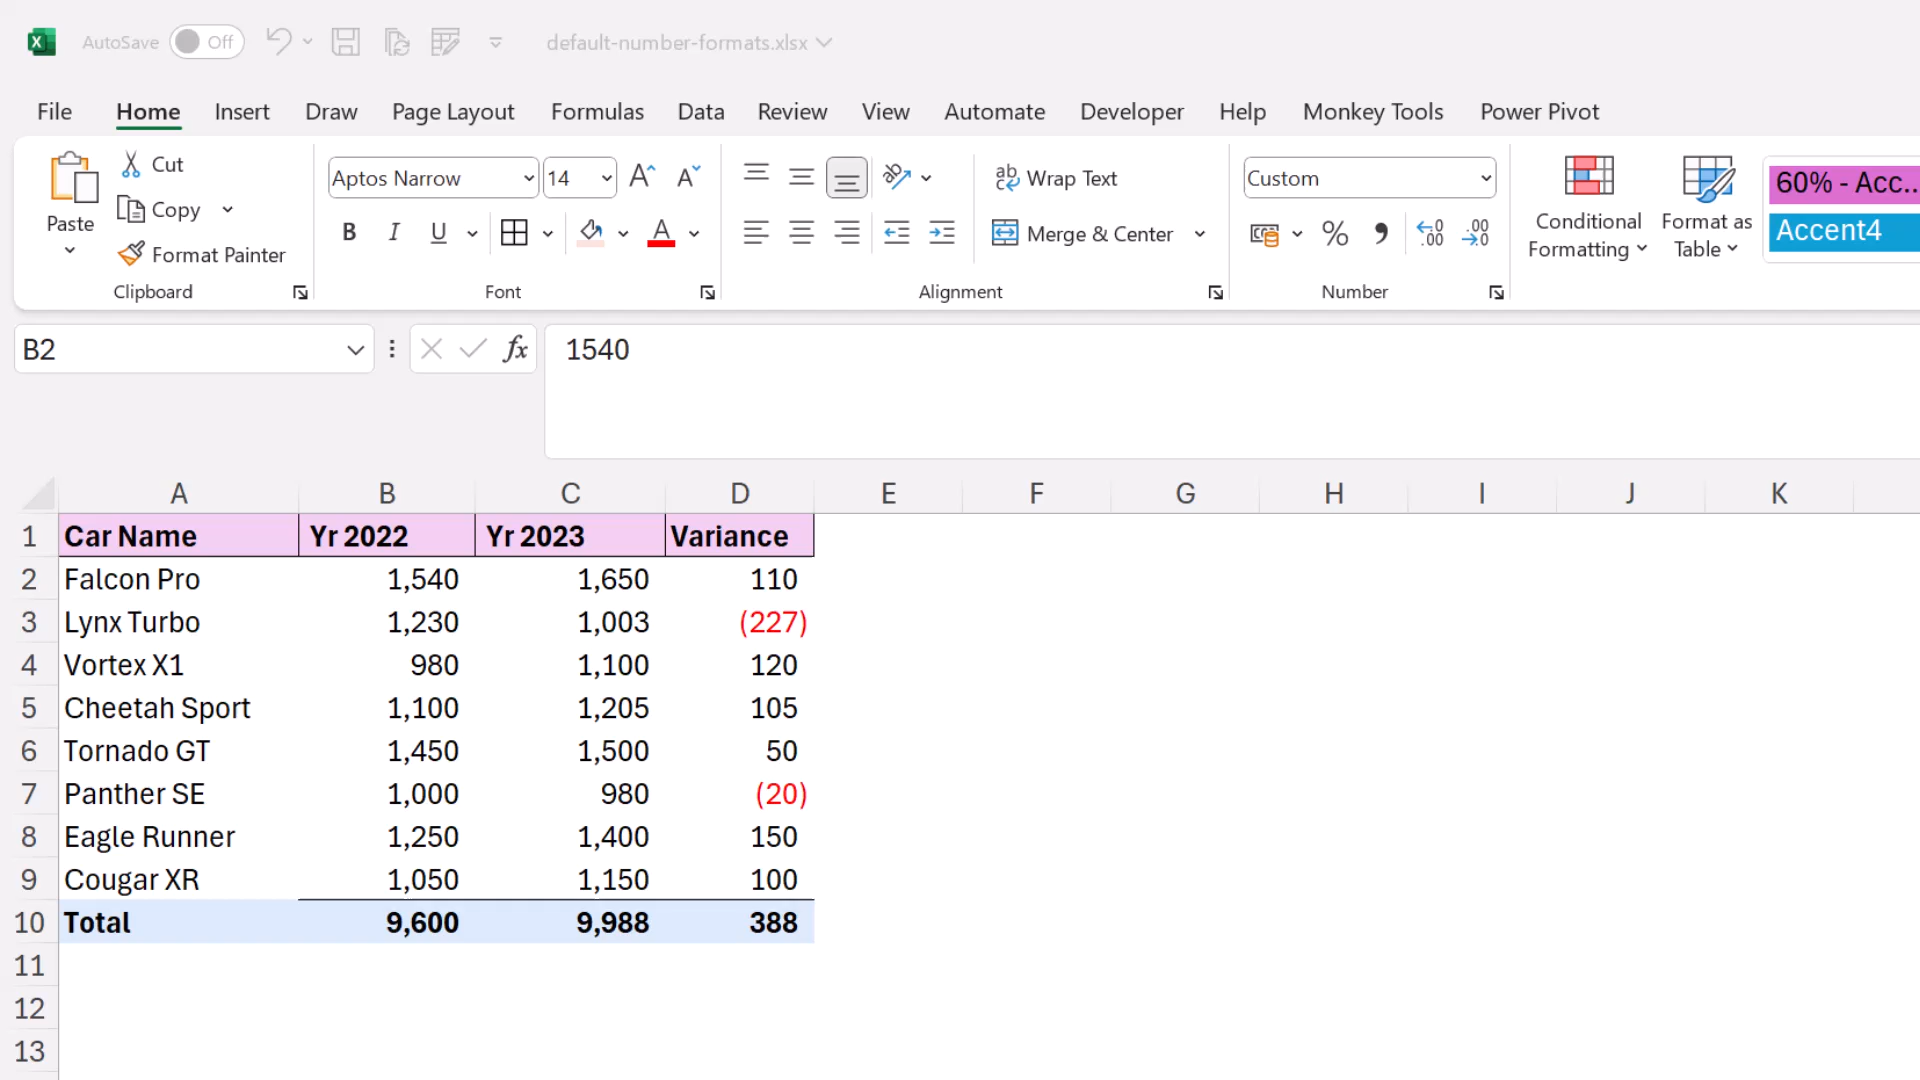 AutoSave Off default-number-formats.xlsx
File Home Insert Draw Page Layout Formulas Data Review View Automate Developer Help Monkey Tools Power Pivot
Paste
Cut
Copy
Format Painter
Clipboard
Aptos Narrow 14
B I U
Font
Wrap Text
Merge & Center
Alignment
Custom
% .00 .00
Number
Conditional Formatting
Format as Table
60% - Acc...
Accent4
B2 fx 1540
A B C D E F G H I J K
1 Car Name Yr 2022 Yr 2023 Variance
2 Falcon Pro 1,540 1,650 110
3 Lynx Turbo 1,230 1,003 (227)
4 Vortex X1 980 1,100 120
5 Cheetah Sport 1,100 1,205 105
6 Tornado GT 1,450 1,500 50
7 Panther SE 1,000 980 (20)
8 Eagle Runner 1,250 1,400 150
9 Cougar XR 1,050 1,150 100
10 Total 9,600 9,988 388
11
12
13